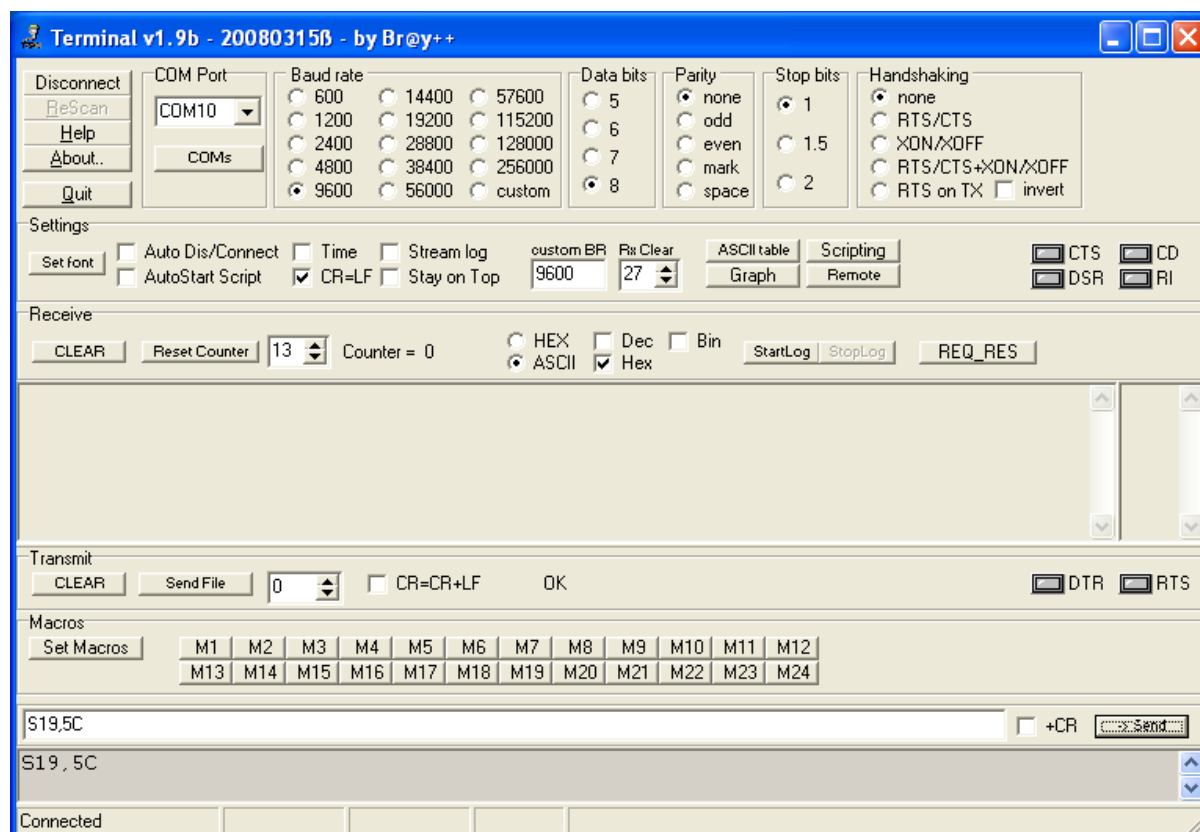 Terminal v1.9b - 20080315ß - by Br@y++
Disconnect
ReScan
Help
About..
Quit
COM Port
COM10
COMs
Baud rate
600 14400 57600
1200 19200 115200
2400 28800 128000
4800 38400 256000
9600 56000 custom
Data bits
5
6
7
8
Parity
none
odd
even
mark
space
Stop bits
1
1.5
2
Handshaking
none
RTS/CTS
XON/XOFF
RTS/CTS+XON/XOFF
RTS on TX invert
Settings
Set font
Auto Dis/Connect Time Stream log
AutoStart Script CR=LF Stay on Top
custom BR Rx Clear
9600 27
ASCII table Scripting
Graph Remote
CTS CD
DSR RI
Receive
CLEAR Reset Counter 13 Counter = 0
HEX Dec Bin
ASCII Hex
StartLog StopLog REQ_RES
Transmit
CLEAR Send File 0 CR=CR+LF OK DTR RTS
Macros
Set Macros
M1 M2 M3 M4 M5 M6 M7 M8 M9 M10 M11 M12
M13 M14 M15 M16 M17 M18 M19 M20 M21 M22 M23 M24
S19,5C +CR -> Send
S19,5C
Connected